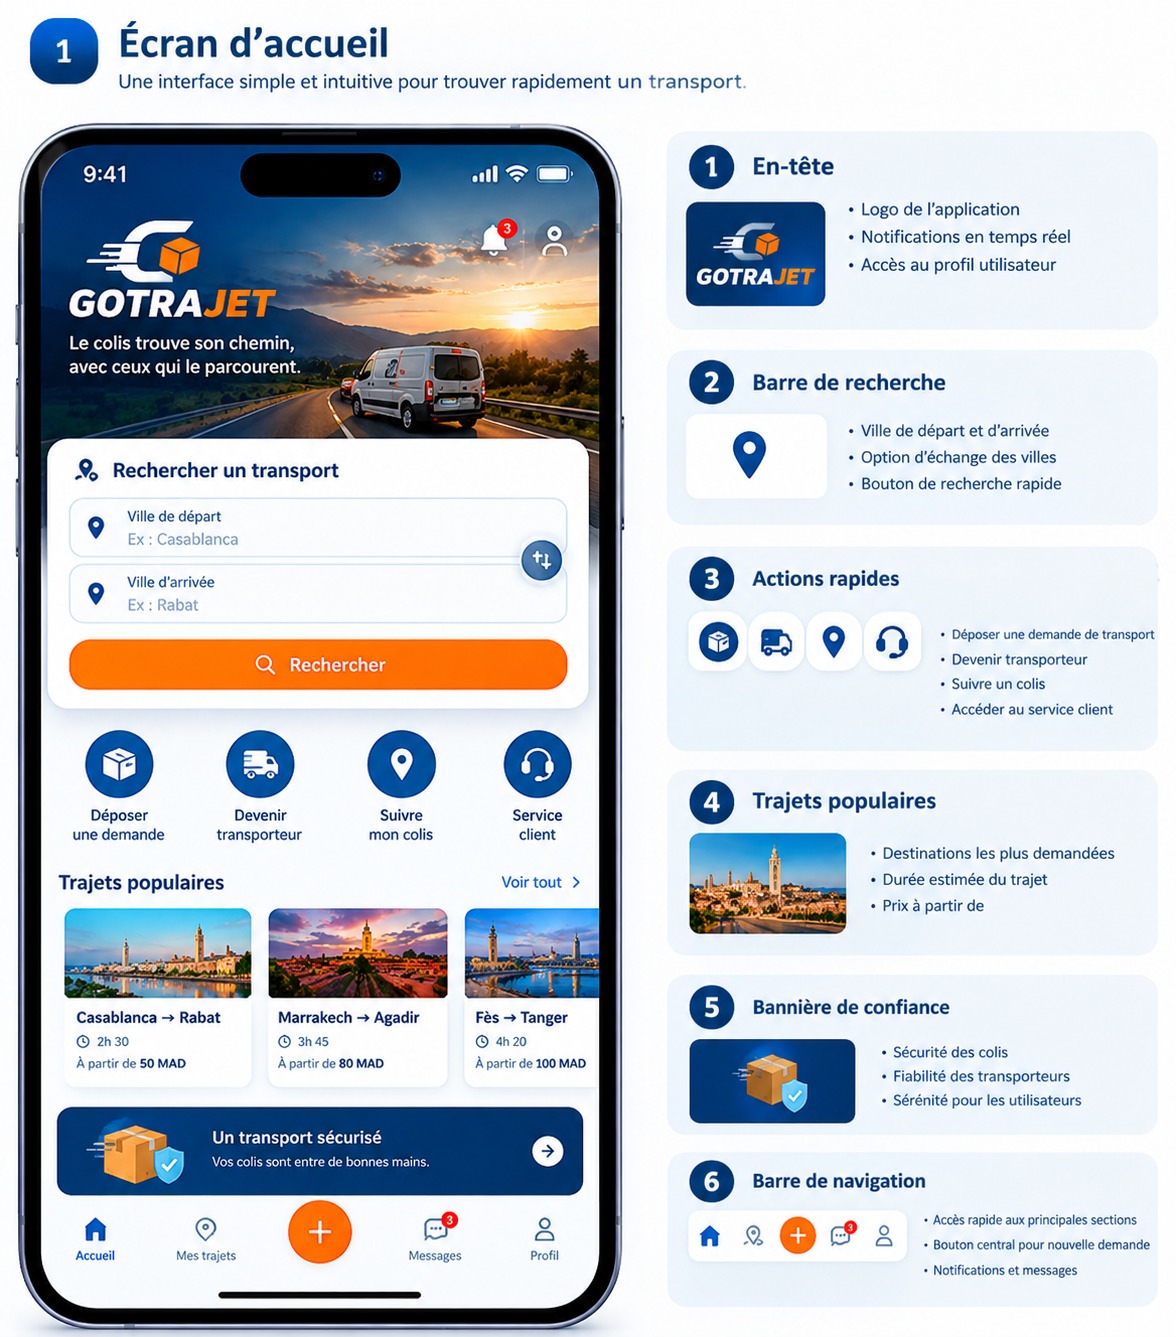 1
Écran d’accueil
Une interface simple et intuitive pour trouver rapidement un transport.
9:41
3
GOTRAJET
Le colis trouve son chemin,
avec ceux qui le parcourent.
Rechercher un transport
Ville de départ
Ex : Casablanca
Ville d'arrivée
Ex : Rabat
Rechercher
Déposer
une demande
Devenir
transporteur
Suivre
mon colis
Service
client
Trajets populaires
Voir tout
Casablanca → Rabat
2h 30
À partir de 50 MAD
Marrakech → Agadir
3h 45
À partir de 80 MAD
Fès → Tanger
4h 20
À partir de 100 MAD
Un transport sécurisé
Vos colis sont entre de bonnes mains.
Accueil
Mes trajets
+
3
Messages
Profil
1 En-tête
GOTRAJET
• Logo de l’application
• Notifications en temps réel
• Accès au profil utilisateur
2 Barre de recherche
• Ville de départ et d’arrivée
• Option d’échange des villes
• Bouton de recherche rapide
3 Actions rapides
• Déposer une demande de transport
• Devenir transporteur
• Suivre un colis
• Accéder au service client
4 Trajets populaires
• Destinations les plus demandées
• Durée estimée du trajet
• Prix à partir de
5 Bannière de confiance
• Sécurité des colis
• Fiabilité des transporteurs
• Sérénité pour les utilisateurs
6 Barre de navigation
+
3
• Accès rapide aux principales sections
• Bouton central pour nouvelle demande
• Notifications et messages